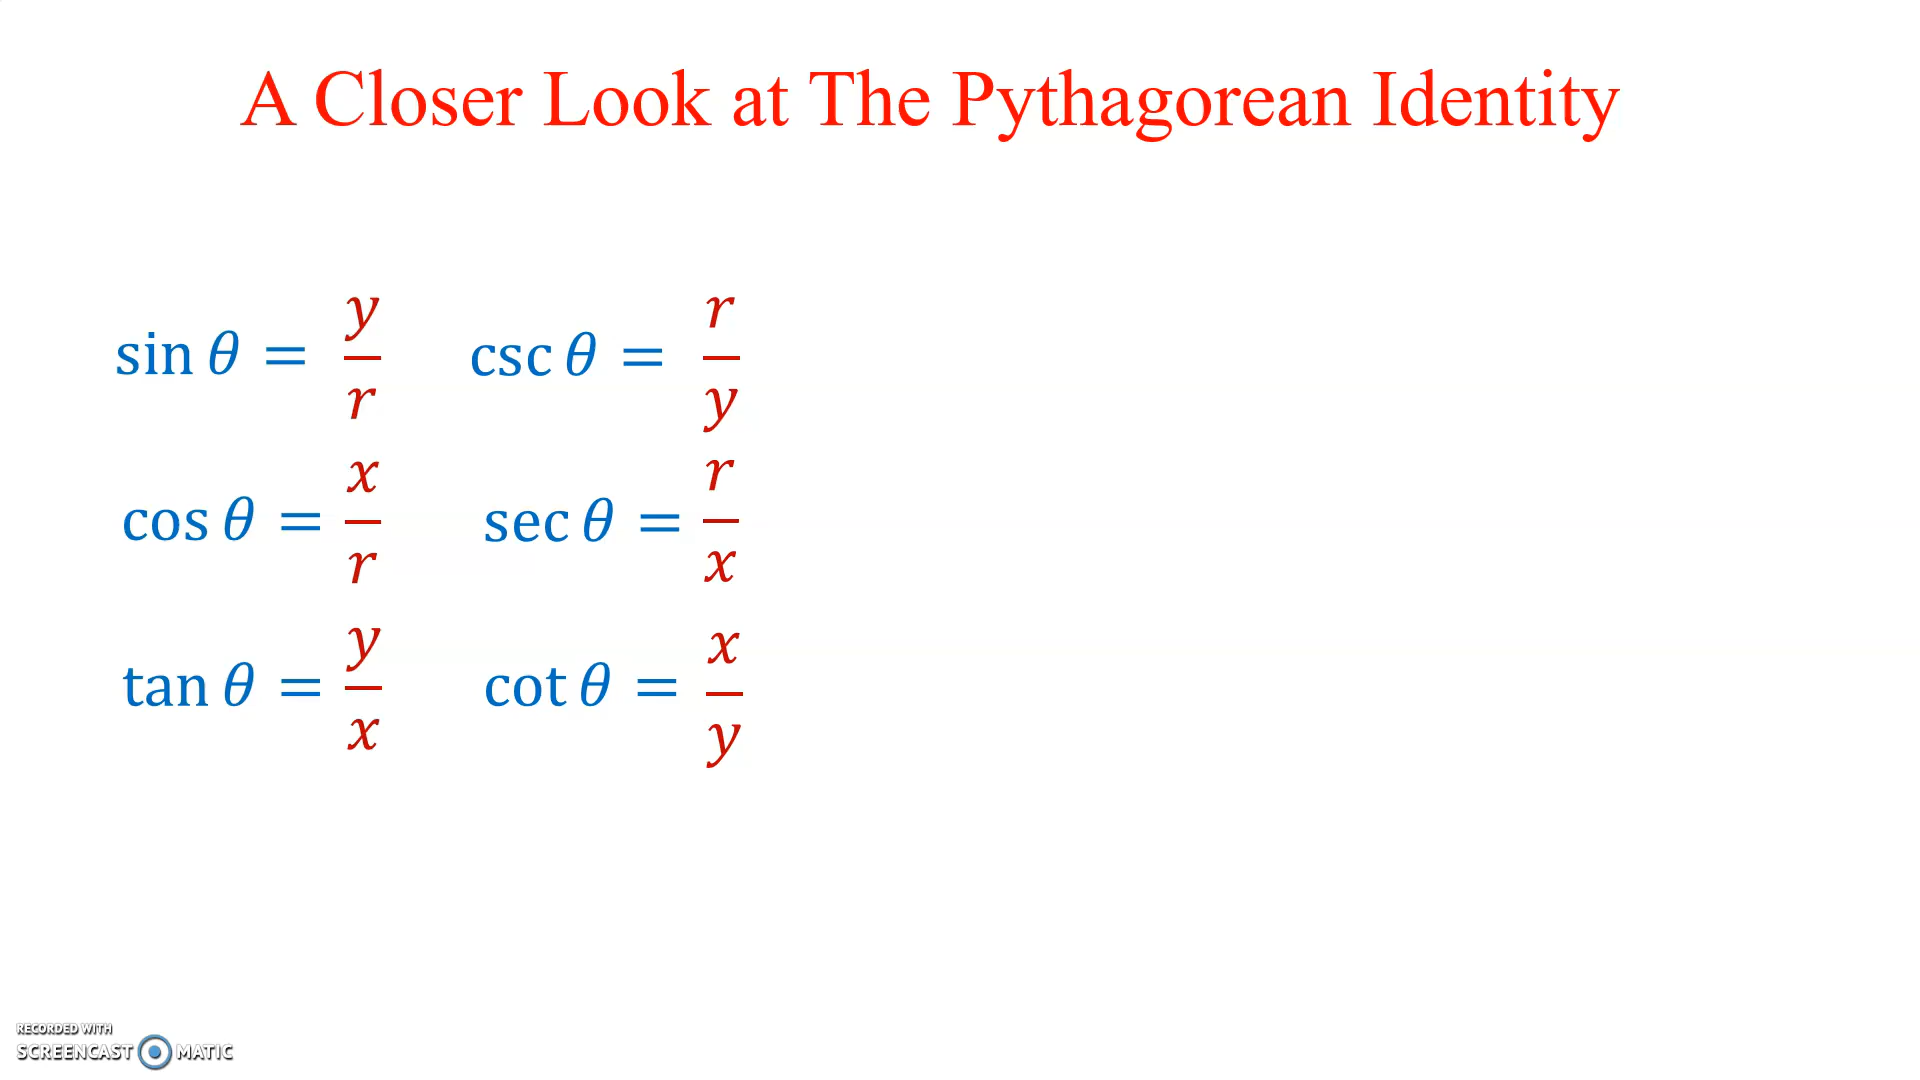 A Closer Look at The Pythagorean Identity
sin θ = y/r csc θ = r/y
cos θ = x/r sec θ = r/x
tan θ = y/x cot θ = x/y
RECORDED WITH
SCREENCAST MATIC